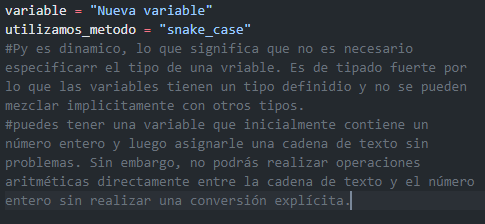 variable = "Nueva variable"
utilizamos_metodo = "snake_case"
#Py es dinamico, lo que significa que no es necesario
especificarr el tipo de una vriable. Es de tipado fuerte por
lo que las variables tienen un tipo definidio y no se pueden
mezclar implicitamente con otros tipos.
#puedes tener una variable que inicialmente contiene un
número entero y luego asignarle una cadena de texto sin
problemas. Sin embargo, no podrás realizar operaciones
aritméticas directamente entre la cadena de texto y el número
entero sin realizar una conversión explícita.